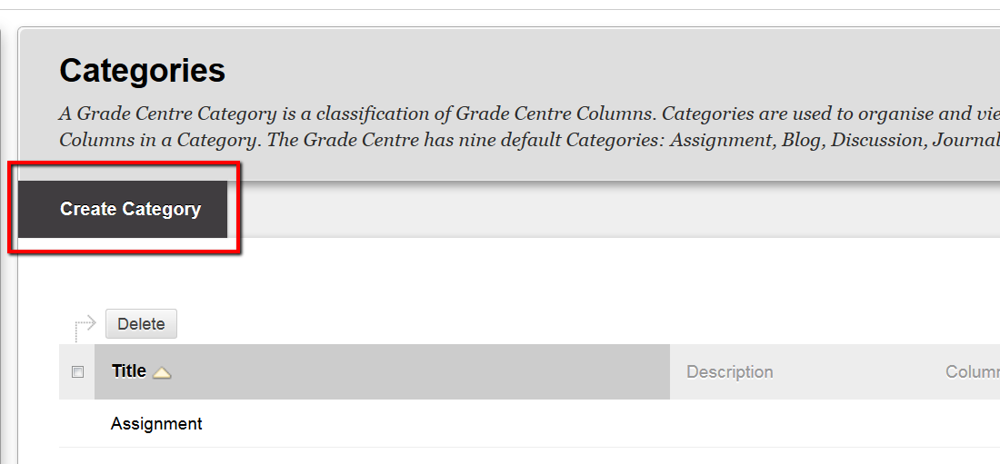 Categories
A Grade Centre Category is a classification of Grade Centre Columns. Categories are used to organise and vie
Columns in a Category. The Grade Centre has nine default Categories: Assignment, Blog, Discussion, Journal
Create Category
Delete
Title Description Column
Assignment